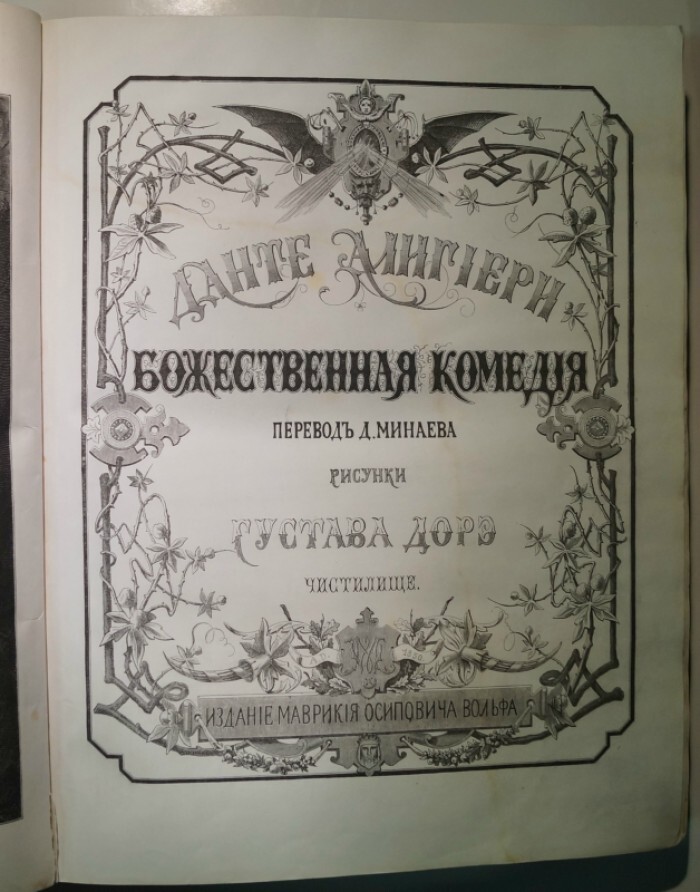 ДАНТЕ АЛИГІЕРИ.
БОЖЕСТВЕННАЯ КОМЕДІЯ
ПЕРЕВОДЪ Д. МИНАЕВА
РИСУНКИ
ГУСТАВА ДОРЭ
ЧИСТИЛИЩЕ.
ИЗДАНІЕ МАВРИКІЯ ОСИПОВИЧА ВОЛЬФА